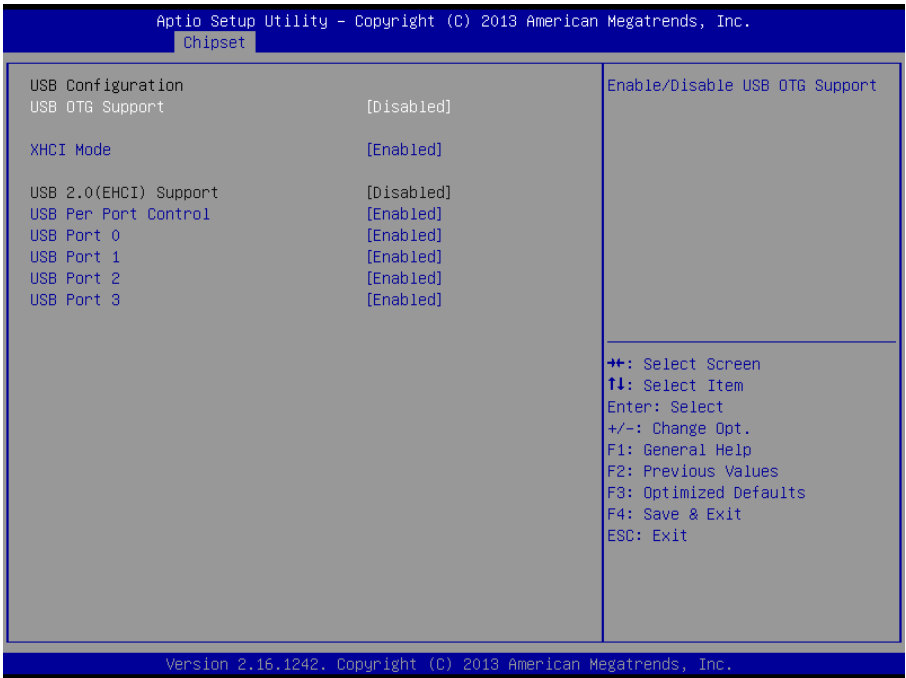 Aptio Setup Utility – Copyright (C) 2013 American Megatrends, Inc.
Chipset
USB Configuration
USB OTG Support [Disabled]
XHCI Mode [Enabled]
USB 2.0(EHCI) Support [Disabled]
USB Per Port Control [Enabled]
USB Port 0 [Enabled]
USB Port 1 [Enabled]
USB Port 2 [Enabled]
USB Port 3 [Enabled]
Enable/Disable USB OTG Support
→←: Select Screen
↑↓: Select Item
Enter: Select
+/-: Change Opt.
F1: General Help
F2: Previous Values
F3: Optimized Defaults
F4: Save & Exit
ESC: Exit
Version 2.16.1242. Copyright (C) 2013 American Megatrends, Inc.